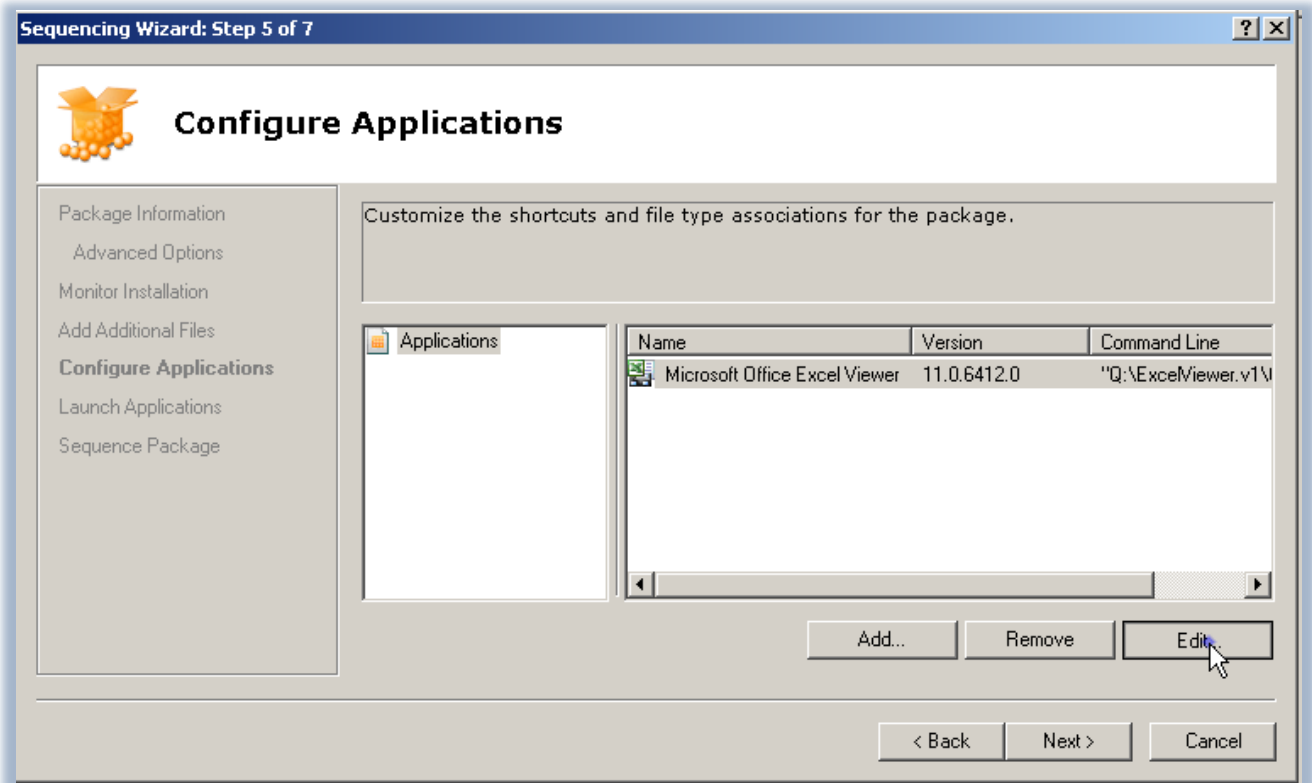 Sequencing Wizard: Step 5 of 7
Configure Applications
Package Information
Advanced Options
Monitor Installation
Add Additional Files
Configure Applications
Launch Applications
Sequence Package
Customize the shortcuts and file type associations for the package.
Applications
Name Version Command Line
Microsoft Office Excel Viewer 11.0.6412.0 "Q:\ExcelViewer.v1\
Add... Remove Edit...
< Back Next > Cancel